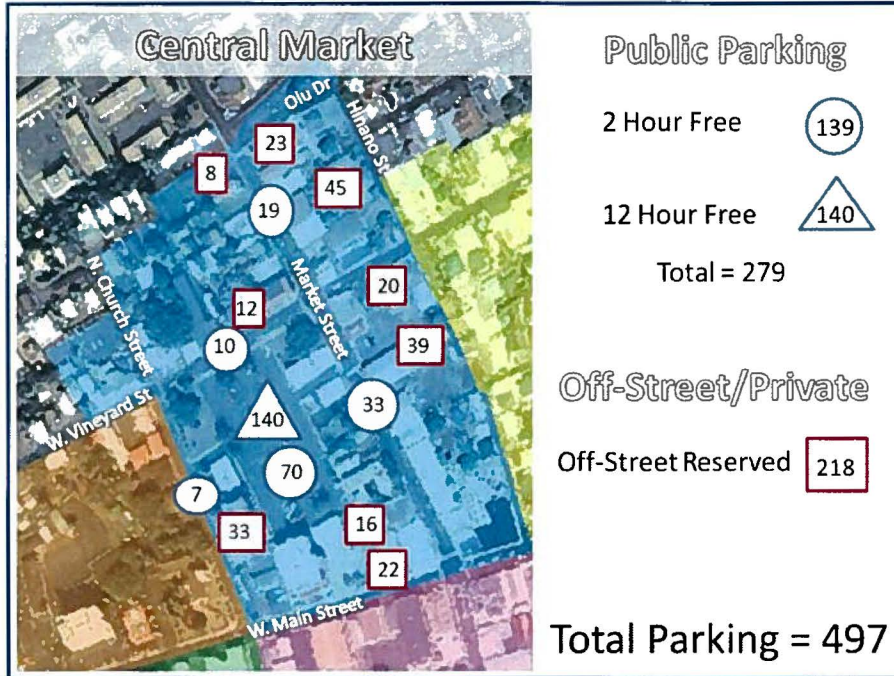 Central Market
Olu Dr
Hinano St
23
8
45
19
N. Church Street
Market Street
20
12
10
39
W. Vineyard St
140
33
70
7
33
16
22
W. Main Street
Public Parking
2 Hour Free 139
12 Hour Free 140
Total = 279
Off-Street/Private
Off-Street Reserved 218
Total Parking = 497